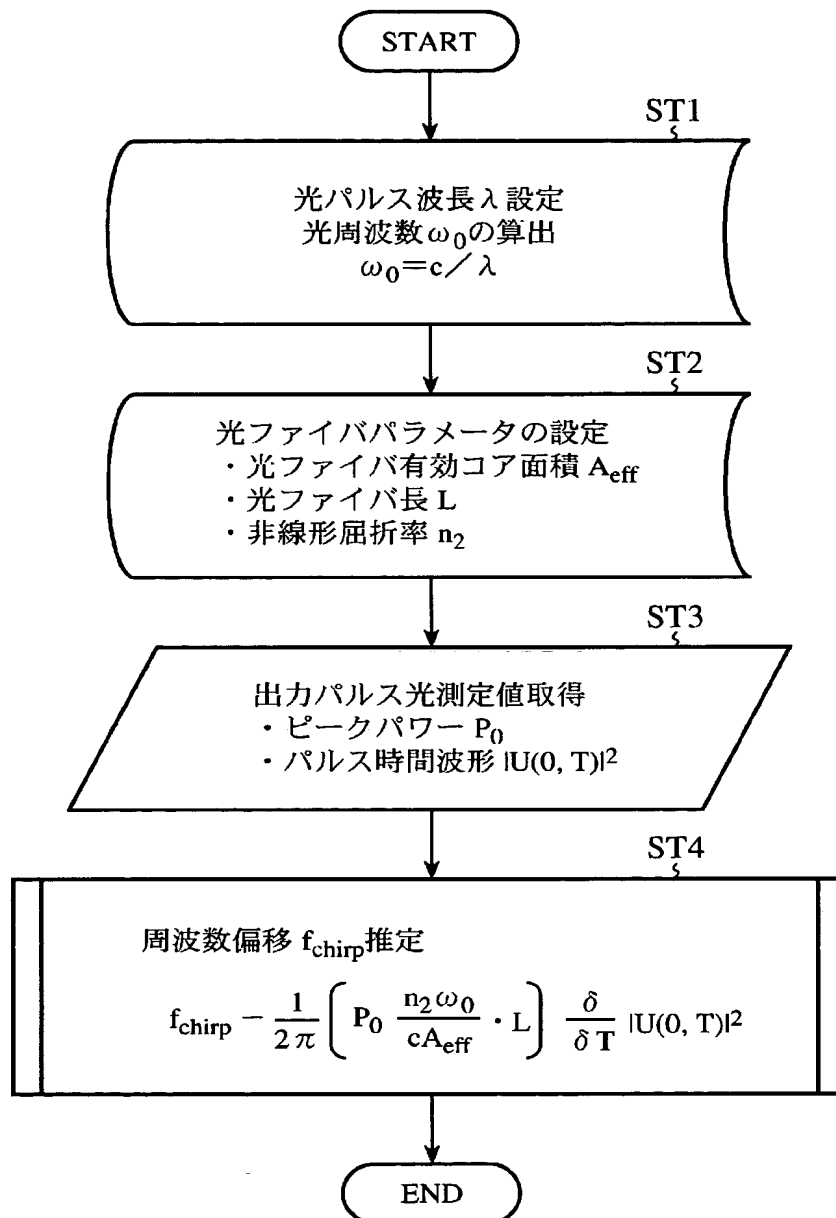 START
ST1
光パルス波長λ設定
光周波数ω₀の算出
ω₀=c／λ
ST2
光ファイバパラメータの設定
・光ファイバ有効コア面積 A_eff
・光ファイバ長 L
・非線形屈折率 n₂
ST3
出力パルス光測定値取得
・ピークパワー P₀
・パルス時間波形 |U(0, T)|²
ST4
周波数偏移 f_chirp推定
f_chirp − 1/2π ( P₀ n₂ω₀/cA_eff ・L ) δ/δT |U(0, T)|²
END